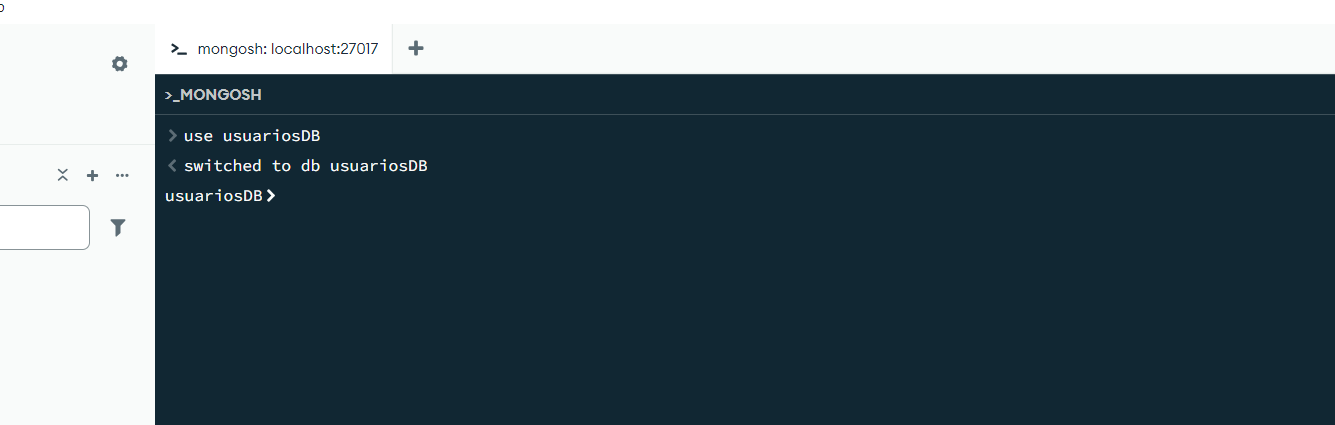 mongosh: localhost:27017
>_MONGOSH
use usuariosDB
switched to db usuariosDB
usuariosDB>